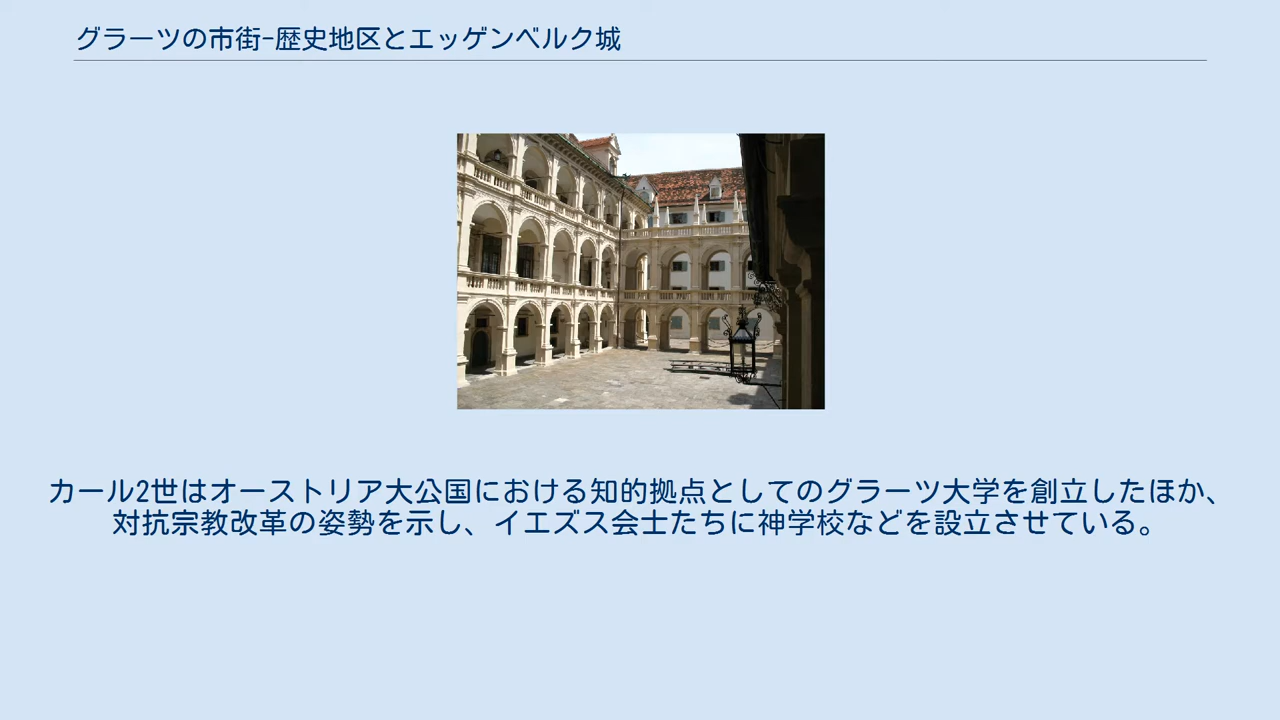 グラーツの市街-歴史地区とエッゲンベルク城
カール2世はオーストリア大公国における知的拠点としてのグラーツ大学を創立したほか、
対抗宗教改革の姿勢を示し、イエズス会士たちに神学校などを設立させている。